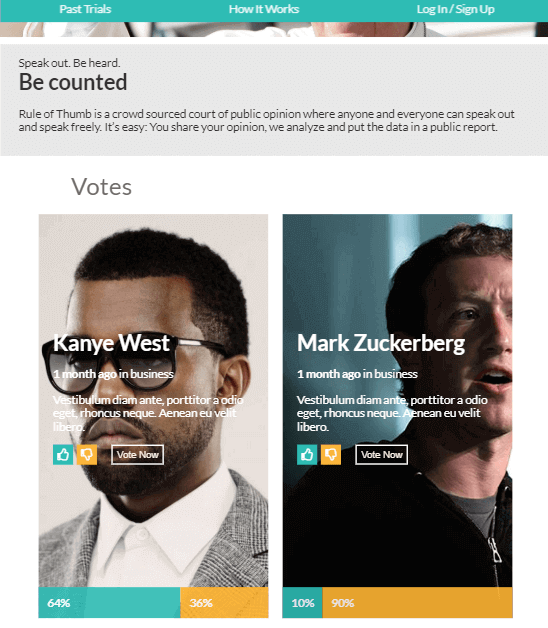 Past Trials How It Works Log In / Sign Up
Speak out. Be heard.
Be counted
Rule of Thumb is a crowd sourced court of public opinion where anyone and everyone can speak out
and speak freely. It's easy: You share your opinion, we analyze and put the data in a public report.
Votes
Kanye West
1 month ago in business
Vestibulum diam ante, porttitor a odio
eget, rhoncus neque. Aenean eu velit
libero.
Vote Now
64% 36%
Mark Zuckerberg
1 month ago in business
Vestibulum diam ante, porttitor a odio
eget, rhoncus neque. Aenean eu velit
libero.
Vote Now
10% 90%